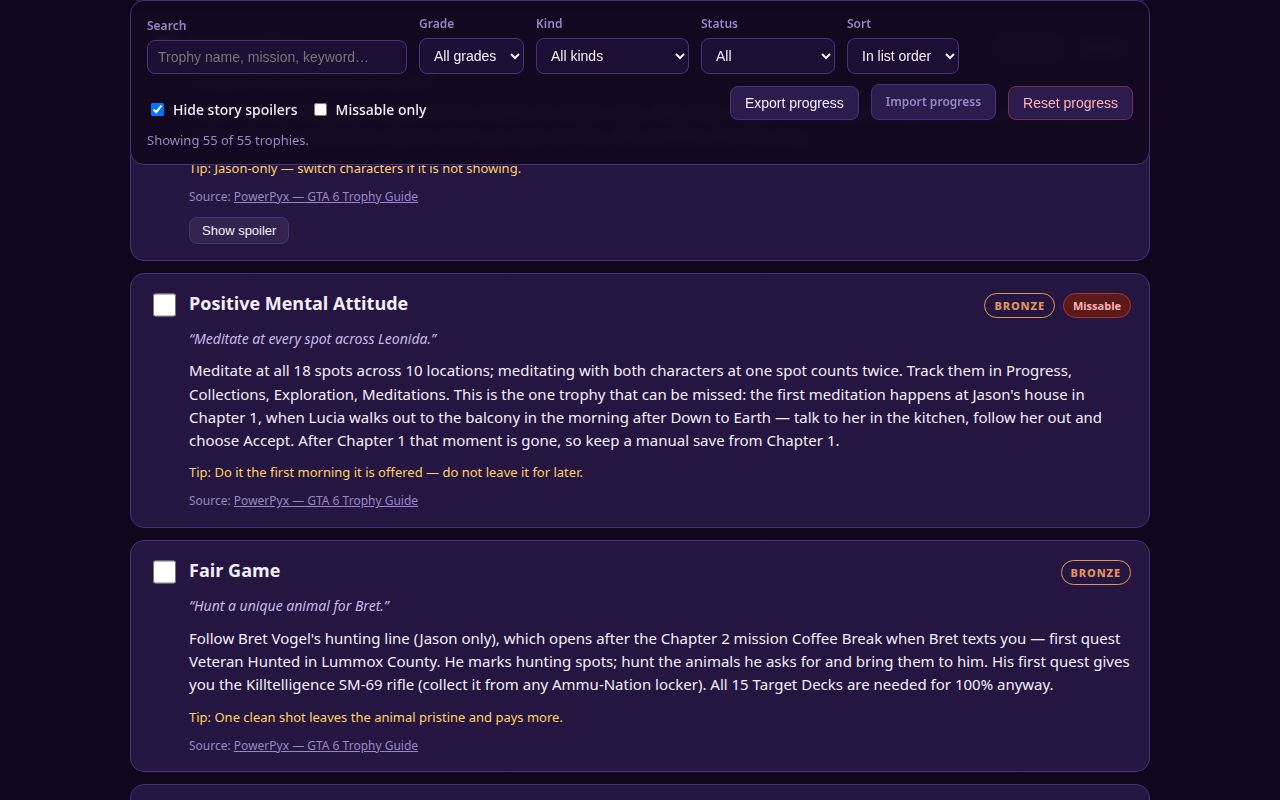 Search
Grade
Kind
Status
Sort
Trophy name, mission, keyword…
All grades
All kinds
All
In list order
Hide story spoilers
Missable only
Export progress
Import progress
Reset progress
Showing 55 of 55 trophies.
Tip: Jason-only — switch characters if it is not showing.
Source: PowerPyx — GTA 6 Trophy Guide
Show spoiler
Positive Mental Attitude
BRONZE
Missable
“Meditate at every spot across Leonida.”
Meditate at all 18 spots across 10 locations; meditating with both characters at one spot counts twice. Track them in Progress,
Collections, Exploration, Meditations. This is the one trophy that can be missed: the first meditation happens at Jason's house in
Chapter 1, when Lucia walks out to the balcony in the morning after Down to Earth — talk to her in the kitchen, follow her out and
choose Accept. After Chapter 1 that moment is gone, so keep a manual save from Chapter 1.
Tip: Do it the first morning it is offered — do not leave it for later.
Source: PowerPyx — GTA 6 Trophy Guide
Fair Game
BRONZE
“Hunt a unique animal for Bret.”
Follow Bret Vogel's hunting line (Jason only), which opens after the Chapter 2 mission Coffee Break when Bret texts you — first quest
Veteran Hunted in Lummox County. He marks hunting spots; hunt the animals he asks for and bring them to him. His first quest gives
you the Killtelligence SM-69 rifle (collect it from any Ammu-Nation locker). All 15 Target Decks are needed for 100% anyway.
Tip: One clean shot leaves the animal pristine and pays more.
Source: PowerPyx — GTA 6 Trophy Guide